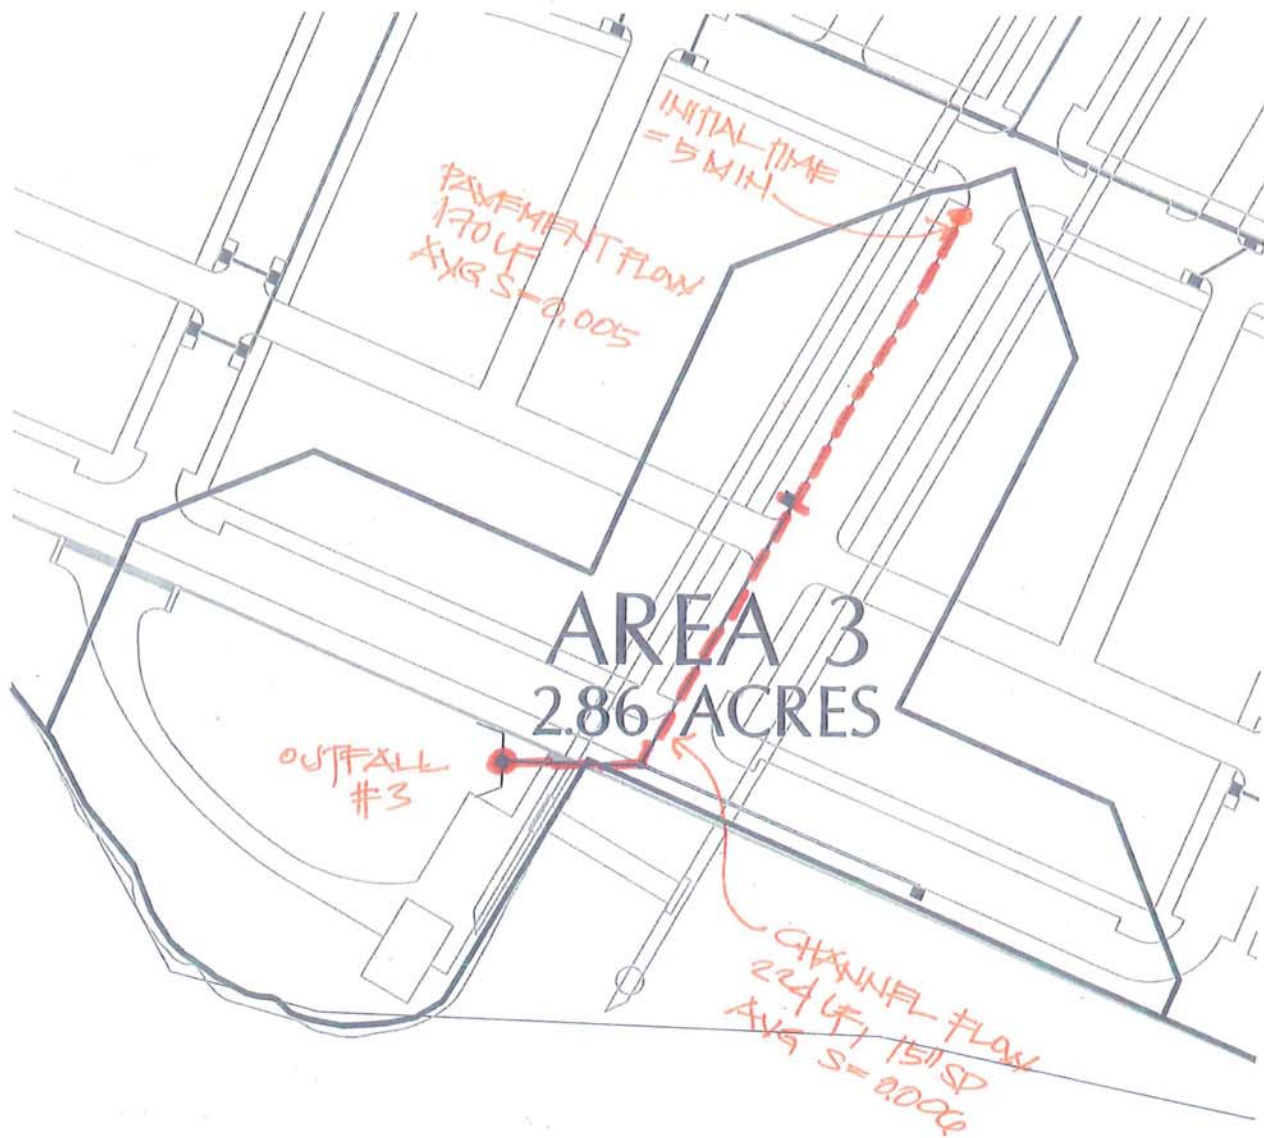 INITIAL TIME
= 5 MIN
PAVEMENT FLOW
170 LF
AVG S=0.005
AREA 3
2.86 ACRES
OUTFALL
#3
CHANNEL FLOW
224 LF, 15" SD
AVG S=0.006